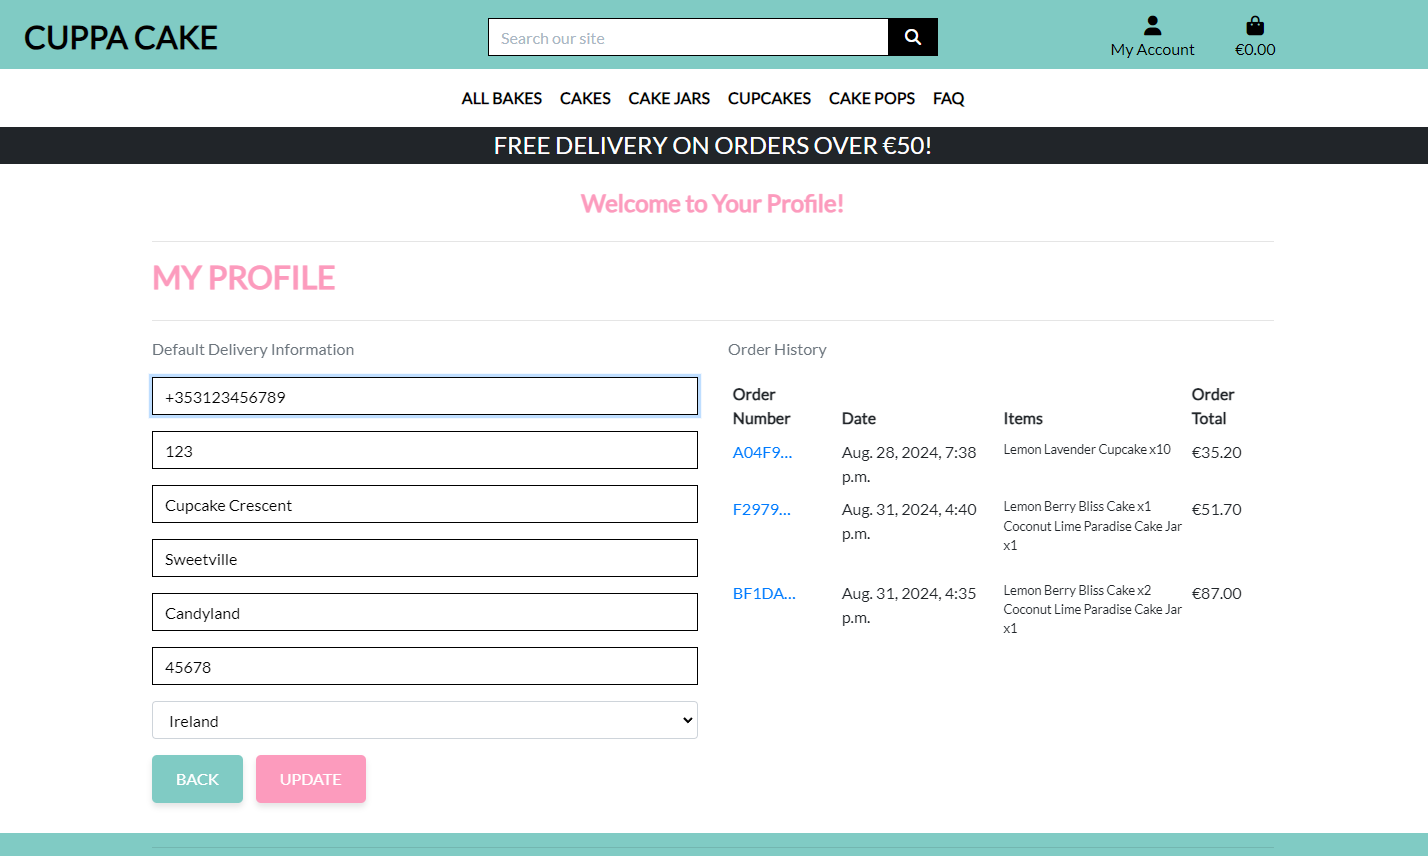 CUPPA CAKE
Search our site
My Account
€0.00
ALL BAKES CAKES CAKE JARS CUPCAKES CAKE POPS FAQ
FREE DELIVERY ON ORDERS OVER €50!
Welcome to Your Profile!
MY PROFILE
Default Delivery Information
+353123456789
123
Cupcake Crescent
Sweetville
Candyland
45678
Ireland
BACK UPDATE
Order History
Order
Number
Date
Items
Order
Total
A04F9...
Aug. 28, 2024, 7:38
p.m.
Lemon Lavender Cupcake x10
€35.20
F2979...
Aug. 31, 2024, 4:40
p.m.
Lemon Berry Bliss Cake x1
Coconut Lime Paradise Cake Jar
x1
€51.70
BF1DA...
Aug. 31, 2024, 4:35
p.m.
Lemon Berry Bliss Cake x2
Coconut Lime Paradise Cake Jar
x1
€87.00